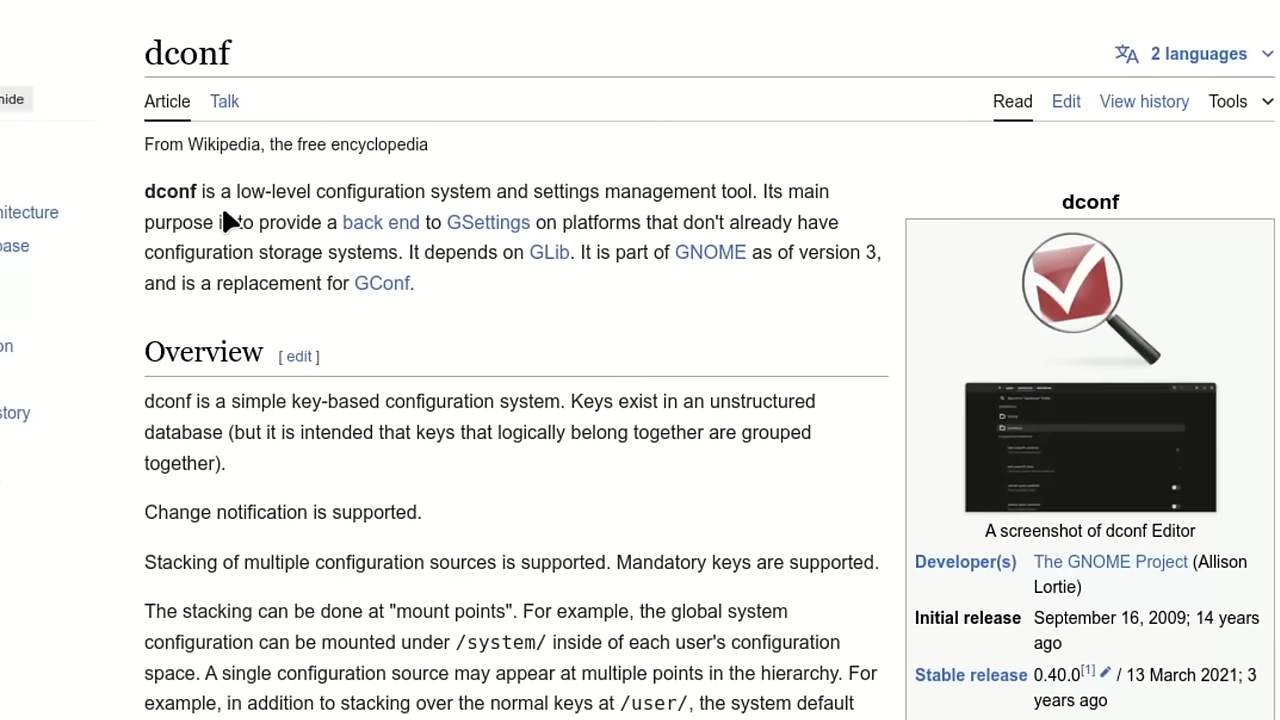 dconf
2 languages
hide
Article Talk
Read Edit View history Tools
From Wikipedia, the free encyclopedia
dconf is a low-level configuration system and settings management tool. Its main
purpose to provide a back end to GSettings on platforms that don't already have
configuration storage systems. It depends on GLib. It is part of GNOME as of version 3,
and is a replacement for GConf.
hitecture
base
on
story
Overview [ edit ]
dconf is a simple key-based configuration system. Keys exist in an unstructured
database (but it is intended that keys that logically belong together are grouped
together).
Change notification is supported.
Stacking of multiple configuration sources is supported. Mandatory keys are supported.
The stacking can be done at "mount points". For example, the global system
configuration can be mounted under /system/ inside of each user's configuration
space. A single configuration source may appear at multiple points in the hierarchy. For
example, in addition to stacking over the normal keys at /user/, the system default
dconf
A screenshot of dconf Editor
Developer(s) The GNOME Project (Allison
Lortie)
Initial release September 16, 2009; 14 years
ago
Stable release 0.40.0[1] / 13 March 2021; 3
years ago